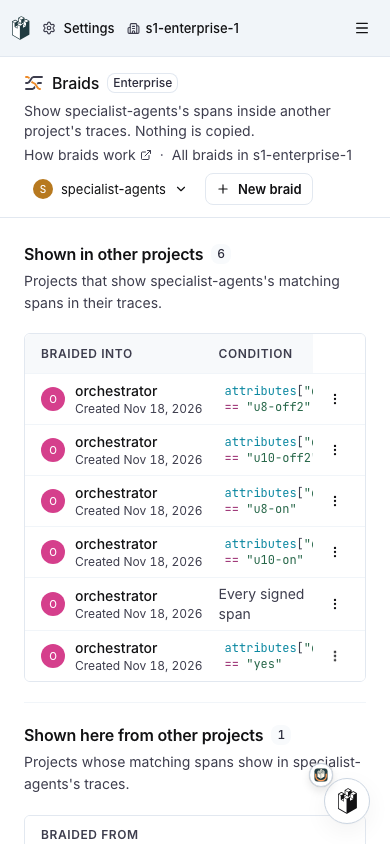 Settings s1-enterprise-1
Braids Enterprise
Show specialist-agents's spans inside another
project's traces. Nothing is copied.
How braids work · All braids in s1-enterprise-1
S specialist-agents + New braid
Shown in other projects 6
Projects that show specialist-agents's matching
spans in their traces.
BRAIDED INTO CONDITION
O orchestrator attributes["
Created Nov 18, 2026 == "u8-off2"
O orchestrator attributes["
Created Nov 18, 2026 == "u10-off2
O orchestrator attributes["
Created Nov 18, 2026 == "u8-on"
O orchestrator attributes["
Created Nov 18, 2026 == "u10-on"
O orchestrator Every signed
Created Nov 18, 2026 span
O orchestrator attributes["
Created Nov 18, 2026 == "yes"
Shown here from other projects 1
Projects whose matching spans show in specialist-
agents's traces.
BRAIDED FROM